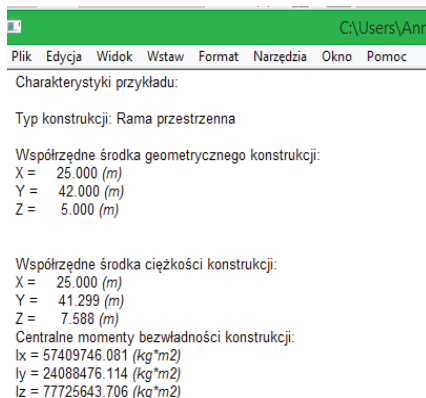 C:\Users\Ann
Plik Edycja Widok Wstaw Format Narzędzia Okno Pomoc
Charakterystyki przykładu:
Typ konstrukcji: Rama przestrzenna
Współrzędne środka geometrycznego konstrukcji:
X = 25.000 (m)
Y = 42.000 (m)
Z = 5.000 (m)
Współrzędne środka ciężkości konstrukcji:
X = 25.000 (m)
Y = 41.299 (m)
Z = 7.588 (m)
Centralne momenty bezwładności konstrukcji:
Ix = 57409746.081 (kg*m2)
Iy = 24088476.114 (kg*m2)
Iz = 77725643.706 (kg*m2)